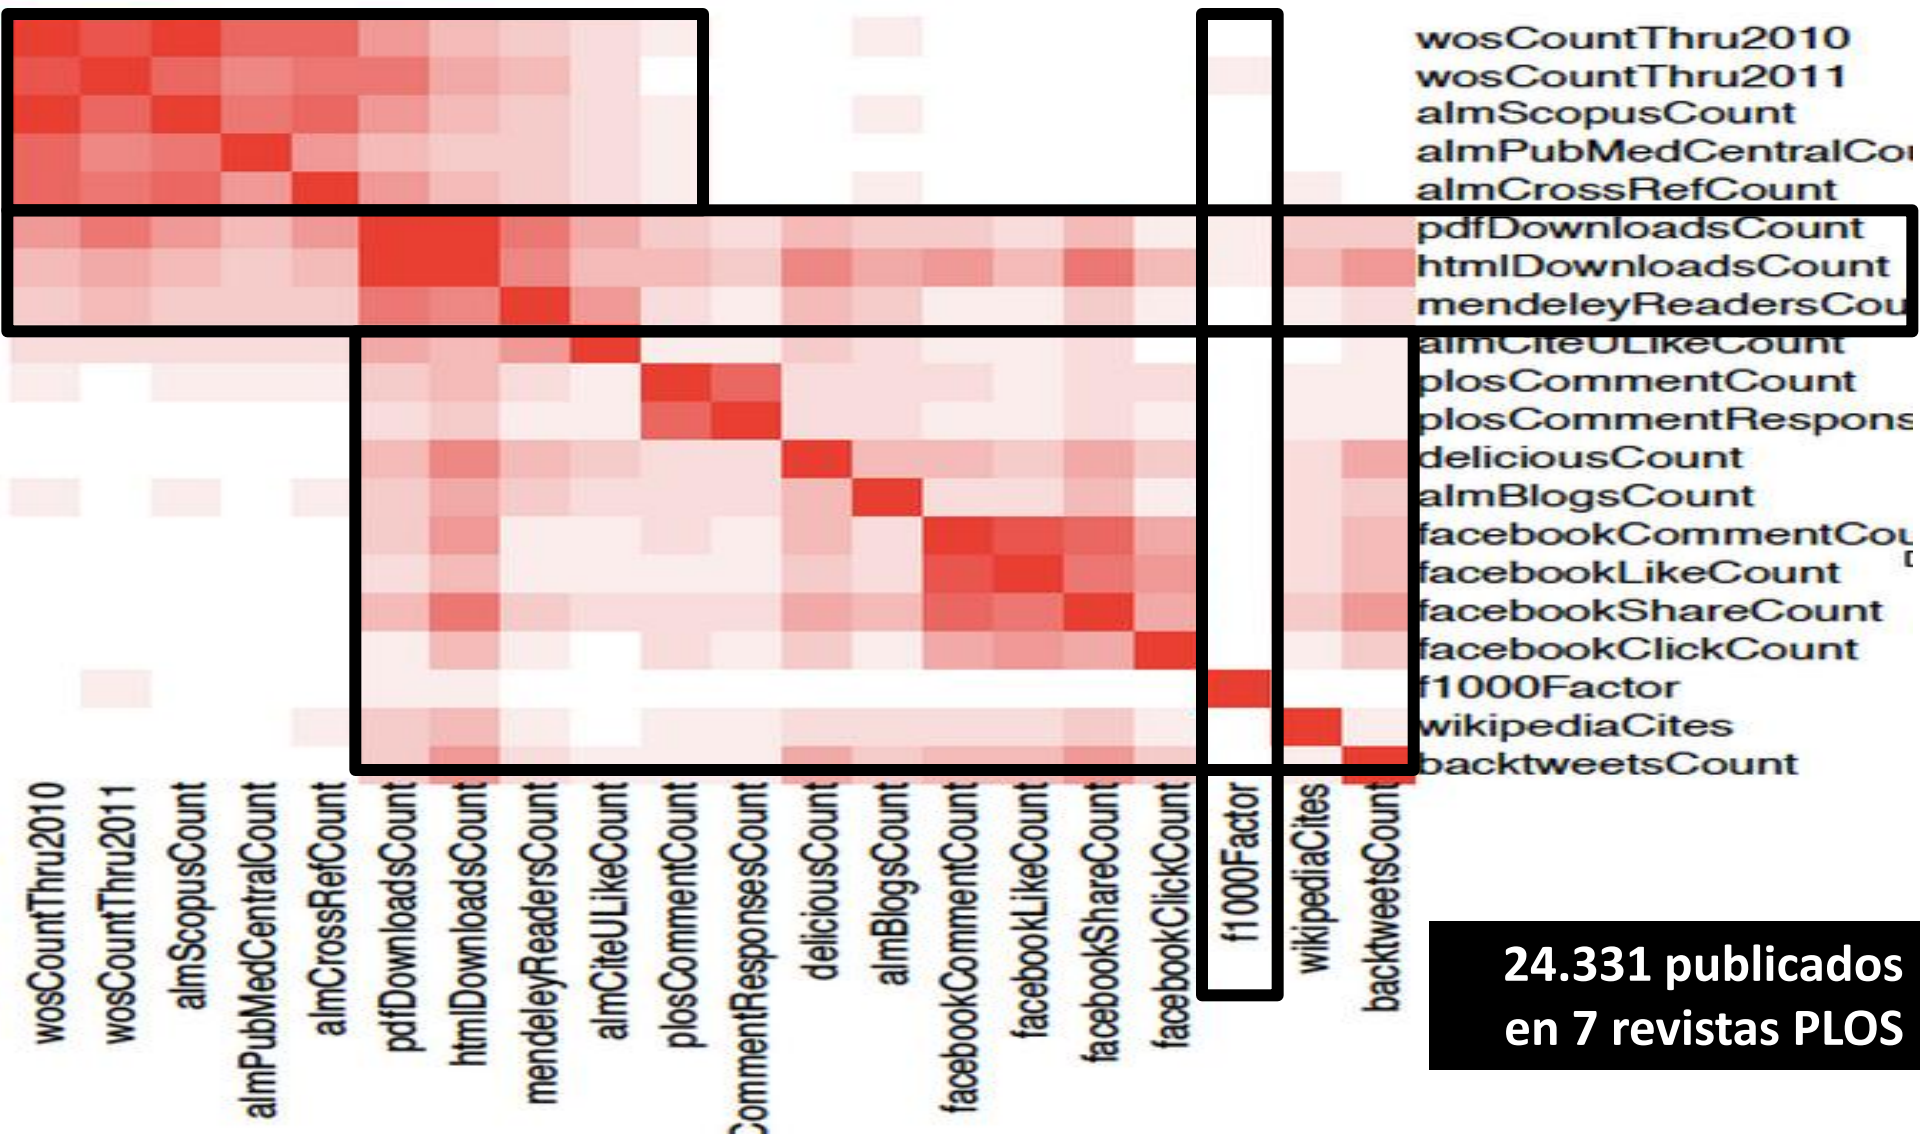 wosCountThru2010
wosCountThru2011
almScopusCount
almPubMedCentralCou
almCrossRefCount
pdfDownloadsCount
htmlDownloadsCount
mendeleyReadersCou
almCiteULikeCount
plosCommentCount
plosCommentRespons
deliciousCount
almBlogsCount
facebookCommentCou
facebookLikeCount
facebookShareCount
facebookClickCount
f1000Factor
wikipediaCites
backtweetsCount
wosCountThru2010
wosCountThru2011
almScopusCount
almPubMedCentralCount
almCrossRefCount
pdfDownloadsCount
htmlDownloadsCount
mendeleyReadersCount
almCiteULikeCount
plosCommentCount
CommentResponsesCount
deliciousCount
almBlogsCount
facebookCommentCount
facebookLikeCount
facebookShareCount
facebookClickCount
f1000Factor
wikipediaCites
backtweetsCount
24.331 publicados
en 7 revistas PLOS